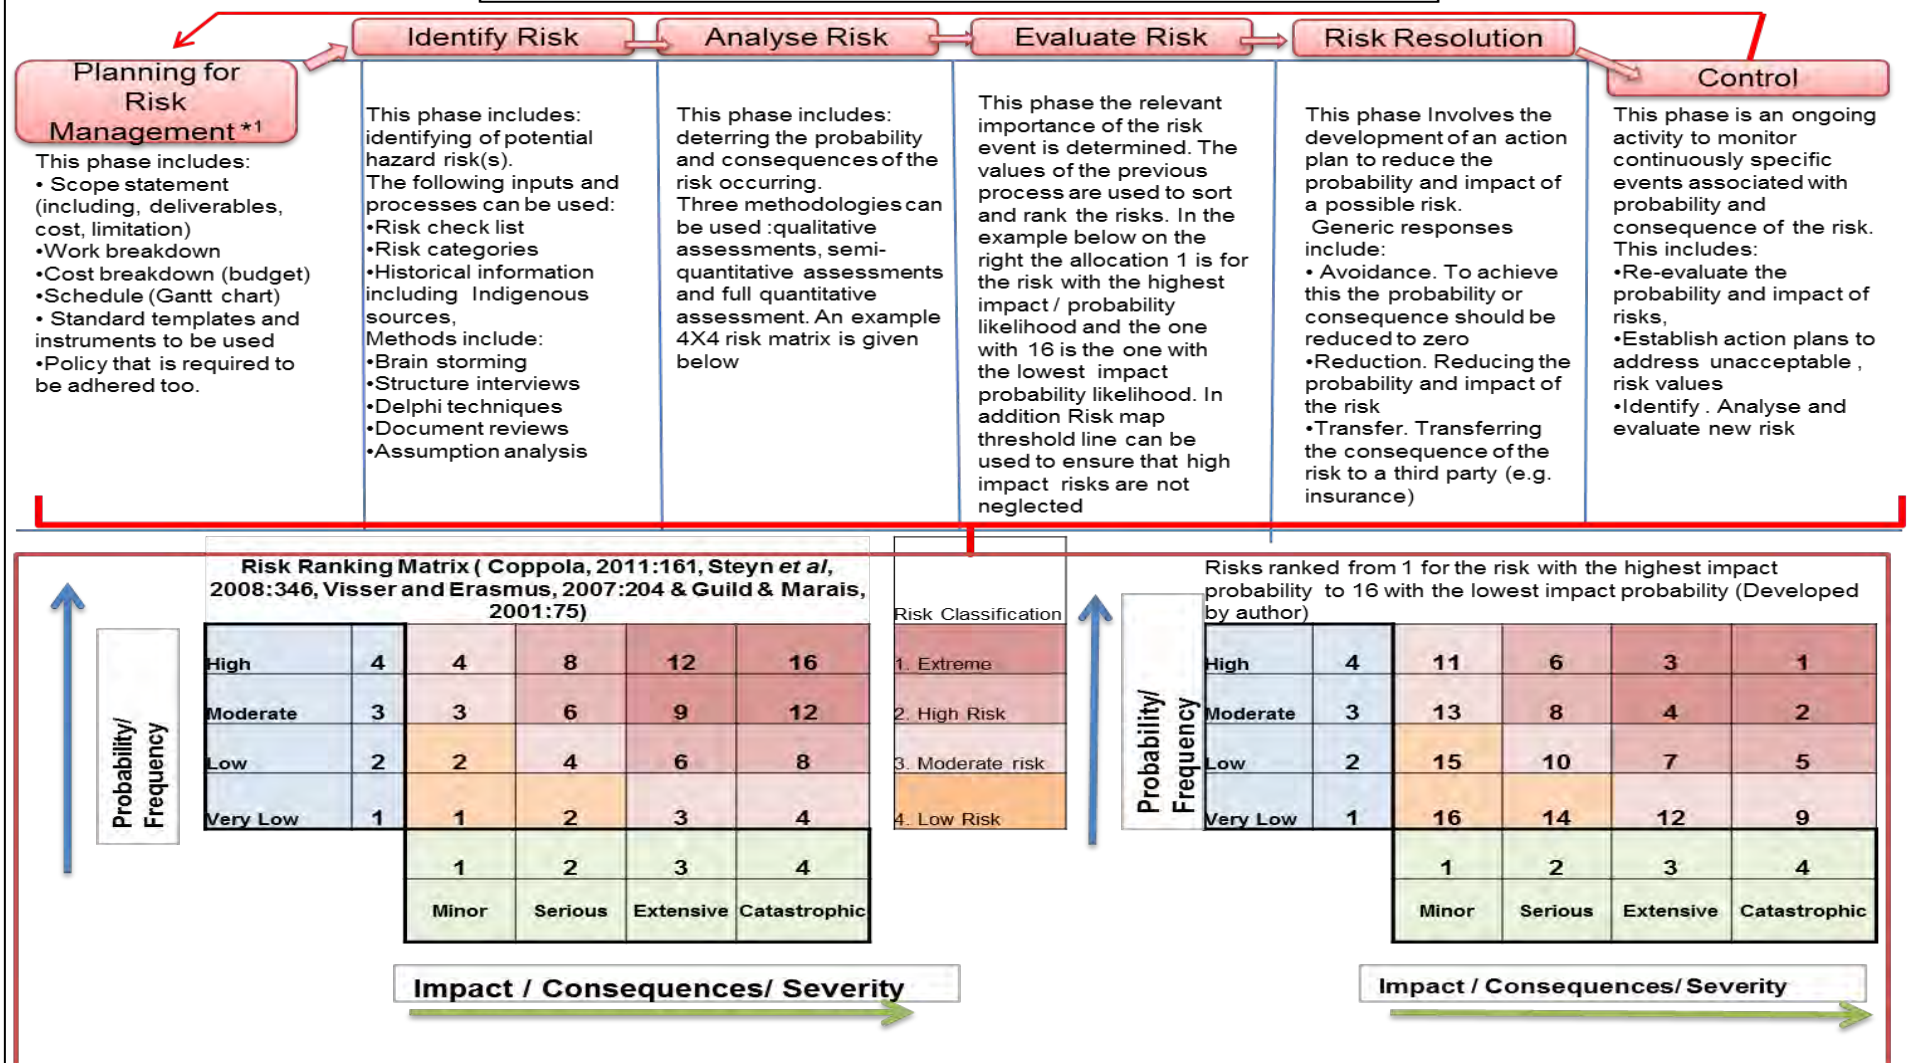 Planning for
Risk
Management *1
This phase includes:
• Scope statement
(including, deliverables,
cost, limitation)
•Work breakdown
•Cost breakdown (budget)
•Schedule (Gantt chart)
• Standard templates and
instruments to be used
•Policy that is required to
be adhered too.
Identify Risk
This phase includes:
identifying of potential
hazard risk(s).
The following inputs and
processes can be used:
•Risk check list
•Risk categories
•Historical information
including Indigenous
sources,
Methods include:
•Brain storming
•Structure interviews
•Delphi techniques
•Document reviews
•Assumption analysis
Analyse Risk
This phase includes:
deterring the probability
and consequences of the
risk occurring.
Three methodologies can
be used :qualitative
assessments, semi-
quantitative assessments
and full quantitative
assessment. An example
4X4 risk matrix is given
below
Evaluate Risk
This phase the relevant
importance of the risk
event is determined. The
values of the previous
process are used to sort
and rank the risks. In the
example below on the
right the allocation 1 is for
the risk with the highest
impact / probability
likelihood and the one
with 16 is the one with
the lowest impact
probability likelihood. In
addition Risk map
threshold line can be
used to ensure that high
impact risks are not
neglected
Risk Resolution
This phase Involves the
development of an action
plan to reduce the
probability and impact of
a possible risk.
Generic responses
include:
• Avoidance. To achieve
this the probability or
consequence should be
reduced to zero
•Reduction. Reducing the
probability and impact of
the risk
•Transfer. Transferring
the consequence of the
risk to a third party (e.g.
insurance)
Control
This phase is an ongoing
activity to monitor
continuously specific
events associated with
probability and
consequence of the risk.
This includes:
•Re-evaluate the
probability and impact of
risks,
•Establish action plans to
address unacceptable ,
risk values
•Identify . Analyse and
evaluate new risk
Risk Ranking Matrix ( Coppola, 2011:161, Steyn et al,
2008:346, Visser and Erasmus, 2007:204 & Guild & Marais,
2001:75)
Probability/
Frequency
High 4 4 8 12 16
Moderate 3 3 6 9 12
Low 2 2 4 6 8
Very Low 1 1 2 3 4
1 2 3 4
Minor Serious Extensive Catastrophic
Impact / Consequences/ Severity
Risk Classification
1. Extreme
2. High Risk
3. Moderate risk
4. Low Risk
Risks ranked from 1 for the risk with the highest impact
probability to 16 with the lowest impact probability (Developed
by author)
Probability/
Frequency
High 4 11 6 3 1
Moderate 3 13 8 4 2
Low 2 15 10 7 5
Very Low 1 16 14 12 9
1 2 3 4
Minor Serious Extensive Catastrophic
Impact / Consequences/ Severity